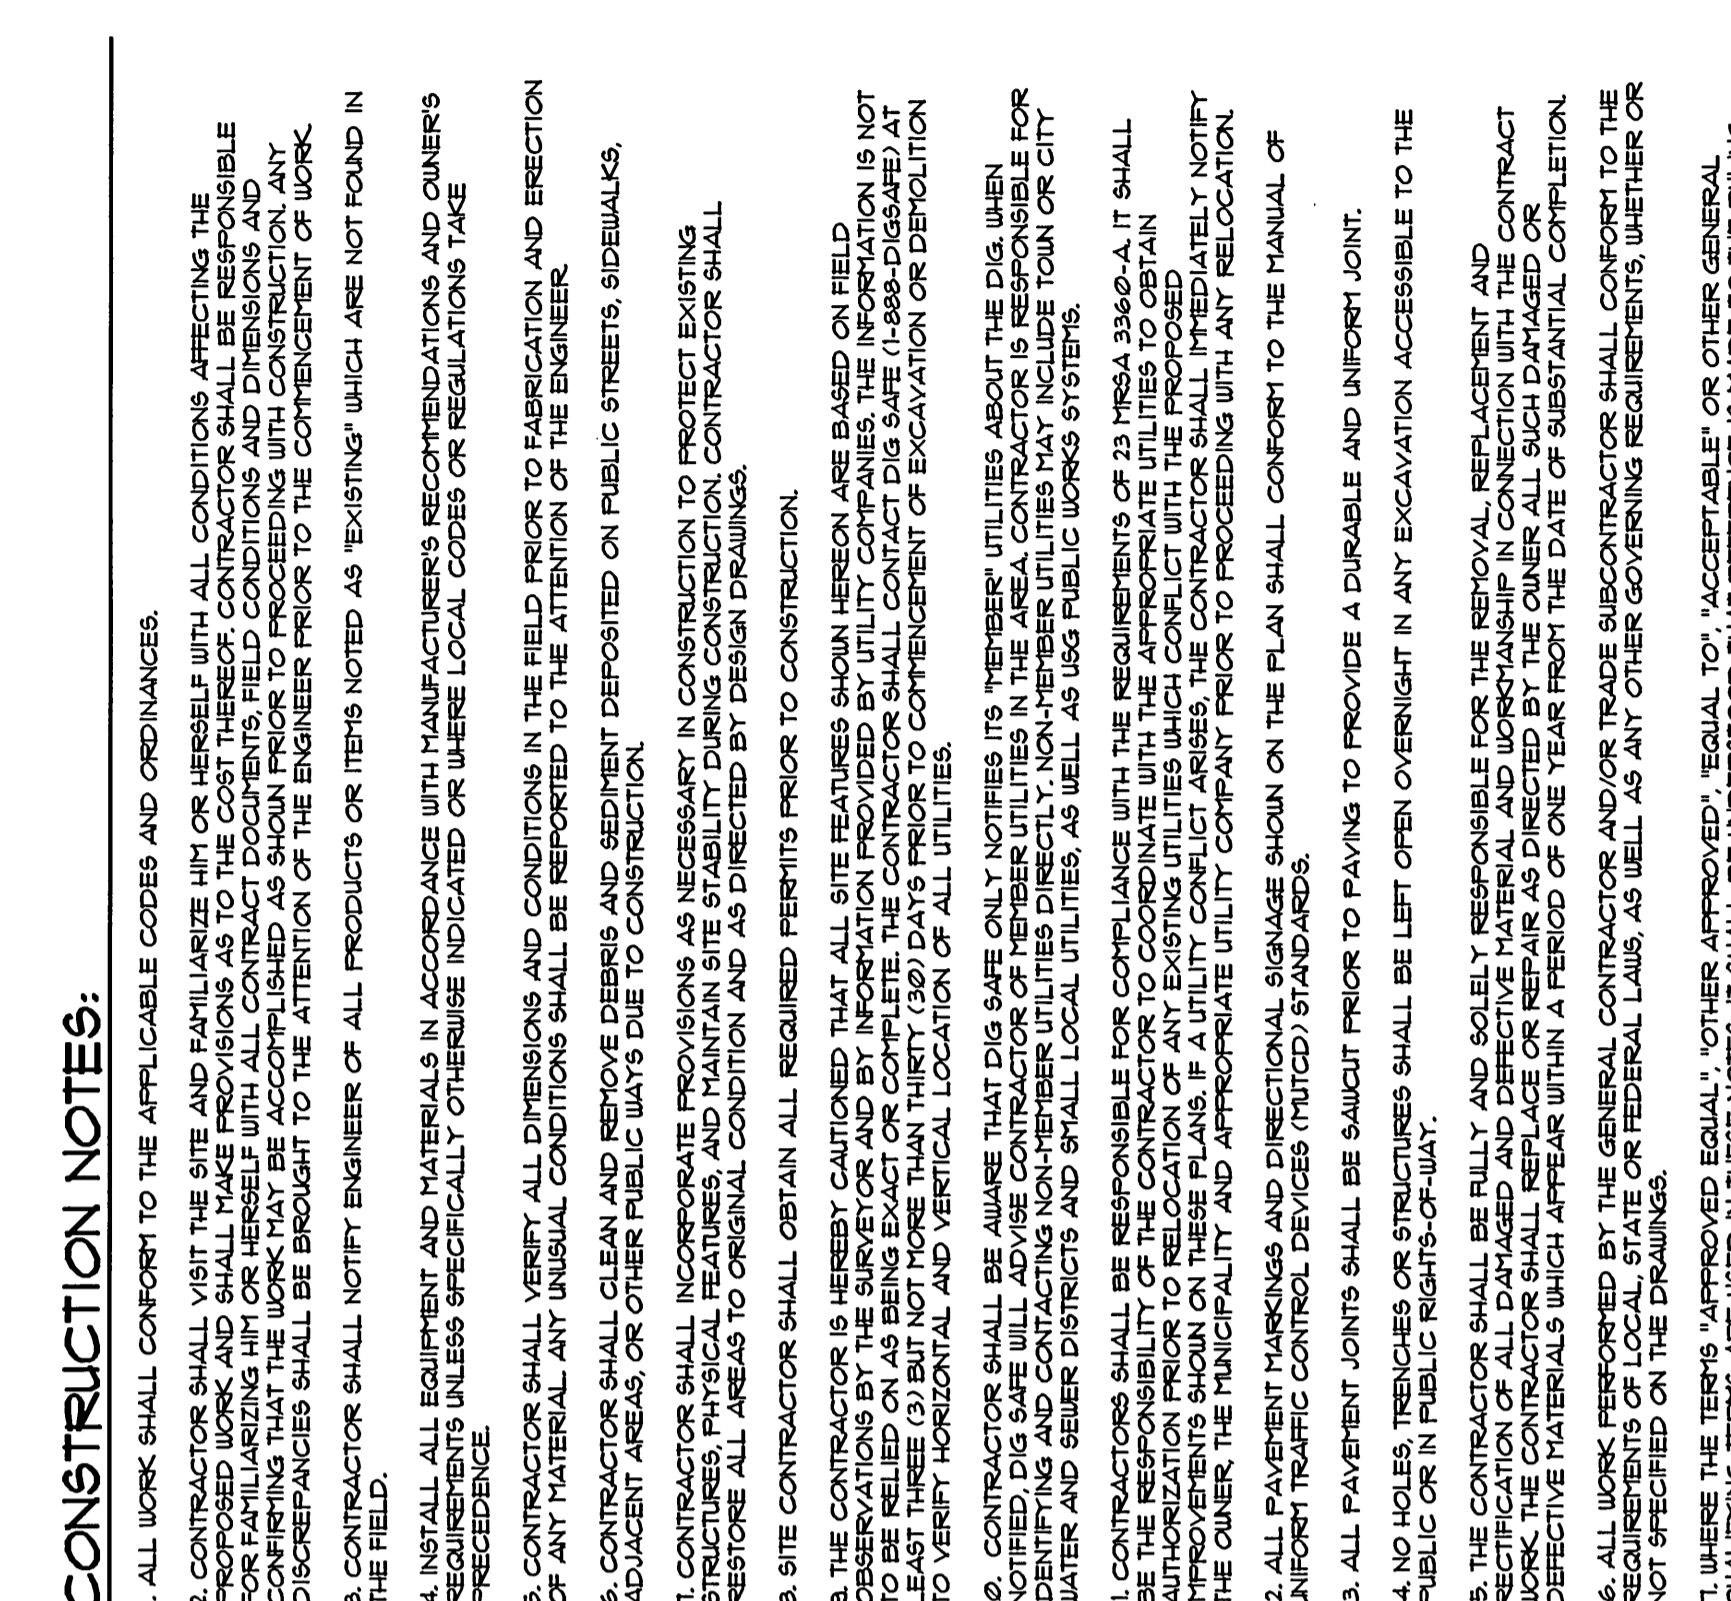 CONSTRUCTION NOTES:
. ALL WORK SHALL CONFORM TO THE APPLICABLE CODES AND ORDINANCES.
2. CONTRACTOR SHALL VISIT THE SITE AND FAMILIARIZE HIM OR HERSELF WITH ALL CONDITIONS AFFECTING THE
PROPOSED WORK AND SHALL MAKE PROVISIONS AS TO THE COST THEREOF. CONTRACTOR SHALL BE RESPONSIBLE
FOR FAMILIARIZING HIM OR HERSELF WITH ALL CONTRACT DOCUMENTS, FIELD CONDITIONS AND DIMENSIONS AND
CONFIRMING THAT THE WORK MAY BE ACCOMPLISHED AS SHOWN PRIOR TO PROCEEDING WITH CONSTRUCTION. ANY
DISCREPANCIES SHALL BE BROUGHT TO THE ATTENTION OF THE ENGINEER PRIOR TO THE COMMENCEMENT OF WORK.
3. CONTRACTOR SHALL NOTIFY ENGINEER OF ALL PRODUCTS OR ITEMS NOTED AS "EXISTING" WHICH ARE NOT FOUND IN
THE FIELD.
4. INSTALL ALL EQUIPMENT AND MATERIALS IN ACCORDANCE WITH MANUFACTURER'S RECOMMENDATIONS AND OWNER'S
REQUIREMENTS UNLESS SPECIFICALLY OTHERWISE INDICATED OR WHERE LOCAL CODES OR REGULATIONS TAKE
PRECEDENCE.
5. CONTRACTOR SHALL VERIFY ALL DIMENSIONS AND CONDITIONS IN THE FIELD PRIOR TO FABRICATION AND ERECTION
OF ANY MATERIAL. ANY UNUSUAL CONDITIONS SHALL BE REPORTED TO THE ATTENTION OF THE ENGINEER.
6. CONTRACTOR SHALL CLEAN AND REMOVE DEBRIS AND SEDIMENT DEPOSITED ON PUBLIC STREETS, SIDEWALKS,
ADJACENT AREAS, OR OTHER PUBLIC WAYS DUE TO CONSTRUCTION.
7. CONTRACTOR SHALL INCORPORATE PROVISIONS AS NECESSARY IN CONSTRUCTION TO PROTECT EXISTING
STRUCTURES, PHYSICAL FEATURES, AND MAINTAIN SITE STABILITY DURING CONSTRUCTION. CONTRACTOR SHALL
RESTORE ALL AREAS TO ORIGINAL CONDITION AND AS DIRECTED BY DESIGN DRAWINGS.
8. SITE CONTRACTOR SHALL OBTAIN ALL REQUIRED PERMITS PRIOR TO CONSTRUCTION.
9. THE CONTRACTOR IS HEREBY CAUTIONED THAT ALL SITE FEATURES SHOWN HEREON ARE BASED ON FIELD
OBSERVATIONS BY THE SURVEYOR AND BY INFORMATION PROVIDED BY UTILITY COMPANIES. THE INFORMATION IS NOT
TO BE RELIED ON AS BEING EXACT OR COMPLETE. THE CONTRACTOR SHALL CONTACT DIG SAFE (1-888-DIGSAFE) AT
LEAST THREE (3) BUT NOT MORE THAN THIRTY (30) DAYS PRIOR TO COMMENCEMENT OF EXCAVATION OR DEMOLITION
TO VERIFY HORIZONTAL AND VERTICAL LOCATION OF ALL UTILITIES.
0. CONTRACTOR SHALL BE AWARE THAT DIG SAFE ONLY NOTIFIES ITS "MEMBER" UTILITIES ABOUT THE DIG. WHEN
NOTIFIED, DIG SAFE WILL ADVISE CONTRACTOR OF MEMBER UTILITIES IN THE AREA. CONTRACTOR IS RESPONSIBLE FOR
IDENTIFYING AND CONTACTING NON-MEMBER UTILITIES DIRECTLY. NON-MEMBER UTILITIES MAY INCLUDE TOWN OR CITY
WATER AND SEWER DISTRICTS AND SMALL LOCAL UTILITIES, AS WELL AS USG PUBLIC WORKS SYSTEMS.
1. CONTRACTORS SHALL BE RESPONSIBLE FOR COMPLIANCE WITH THE REQUIREMENTS OF 23 MRSA 3360-A. IT SHALL
BE THE RESPONSIBILITY OF THE CONTRACTOR TO COORDINATE WITH THE APPROPRIATE UTILITIES TO OBTAIN
AUTHORIZATION PRIOR TO RELOCATION OF ANY EXISTING UTILITIES WHICH CONFLICT WITH THE PROPOSED
IMPROVEMENTS SHOWN ON THESE PLANS. IF A UTILITY CONFLICT ARISES, THE CONTRACTOR SHALL IMMEDIATELY NOTIFY
THE OWNER, THE MUNICIPALITY AND APPROPRIATE UTILITY COMPANY PRIOR TO PROCEEDING WITH ANY RELOCATION.
2. ALL PAVEMENT MARKINGS AND DIRECTIONAL SIGNAGE SHOWN ON THE PLAN SHALL CONFORM TO THE MANUAL OF
UNIFORM TRAFFIC CONTROL DEVICES (MUTCD) STANDARDS.
3. ALL PAVEMENT JOINTS SHALL BE SAWCUT PRIOR TO PAVING TO PROVIDE A DURABLE AND UNIFORM JOINT.
4. NO HOLES, TRENCHES OR STRUCTURES SHALL BE LEFT OPEN OVERNIGHT IN ANY EXCAVATION ACCESSIBLE TO THE
PUBLIC OR IN PUBLIC RIGHTS-OF-WAY.
5. THE CONTRACTOR SHALL BE FULLY AND SOLELY RESPONSIBLE FOR THE REMOVAL, REPLACEMENT AND
RECTIFICATION OF ALL DAMAGED AND DEFECTIVE MATERIAL AND WORKMANSHIP IN CONNECTION WITH THE CONTRACT
WORK. THE CONTRACTOR SHALL REPLACE OR REPAIR AS DIRECTED BY THE OWNER ALL SUCH DAMAGED OR
DEFECTIVE MATERIALS WHICH APPEAR WITHIN A PERIOD OF ONE YEAR FROM THE DATE OF SUBSTANTIAL COMPLETION.
6. ALL WORK PERFORMED BY THE GENERAL CONTRACTOR AND/OR TRADE SUBCONTRACTOR SHALL CONFORM TO THE
REQUIREMENTS OF LOCAL, STATE OR FEDERAL LAWS, AS WELL AS ANY OTHER GOVERNING REQUIREMENTS, WHETHER OR
NOT SPECIFIED ON THE DRAWINGS.
7. WHERE THE TERMS "APPROVED EQUAL", "OTHER APPROVED", "EQUAL TO", "ACCEPTABLE" OR OTHER GENERAL